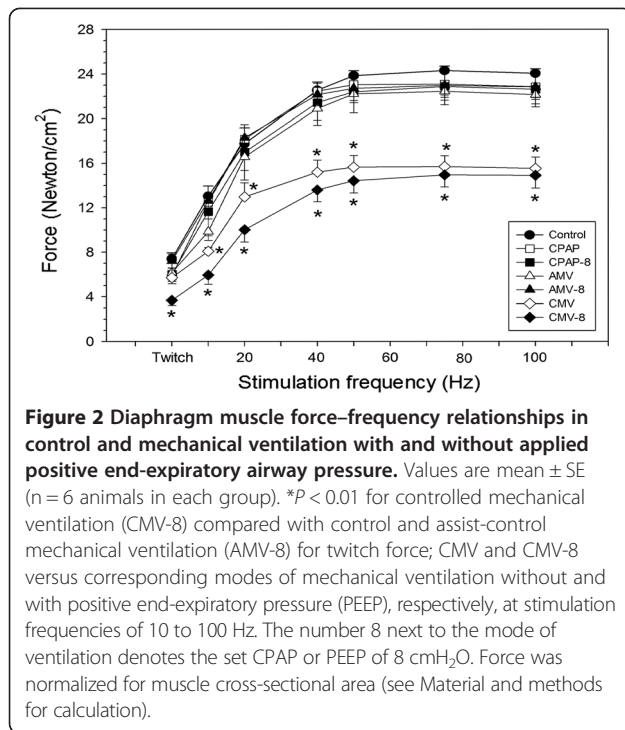 28
24
20
16
12
8
4
0
Force (Newton/cm²)
* * * *
* * * * * *
* *
Control
CPAP
CPAP-8
AMV
AMV-8
CMV
CMV-8
Twitch 20 40 60 80 100
Stimulation frequency (Hz)
Figure 2 Diaphragm muscle force–frequency relationships in
control and mechanical ventilation with and without applied
positive end-expiratory airway pressure. Values are mean ± SE
(n = 6 animals in each group). *P < 0.01 for controlled mechanical
ventilation (CMV-8) compared with control and assist-control
mechanical ventilation (AMV-8) for twitch force; CMV and CMV-8
versus corresponding modes of mechanical ventilation without and
with positive end-expiratory pressure (PEEP), respectively, at stimulation
frequencies of 10 to 100 Hz. The number 8 next to the mode of
ventilation denotes the set CPAP or PEEP of 8 cmH₂O. Force was
normalized for muscle cross-sectional area (see Material and methods
for calculation).